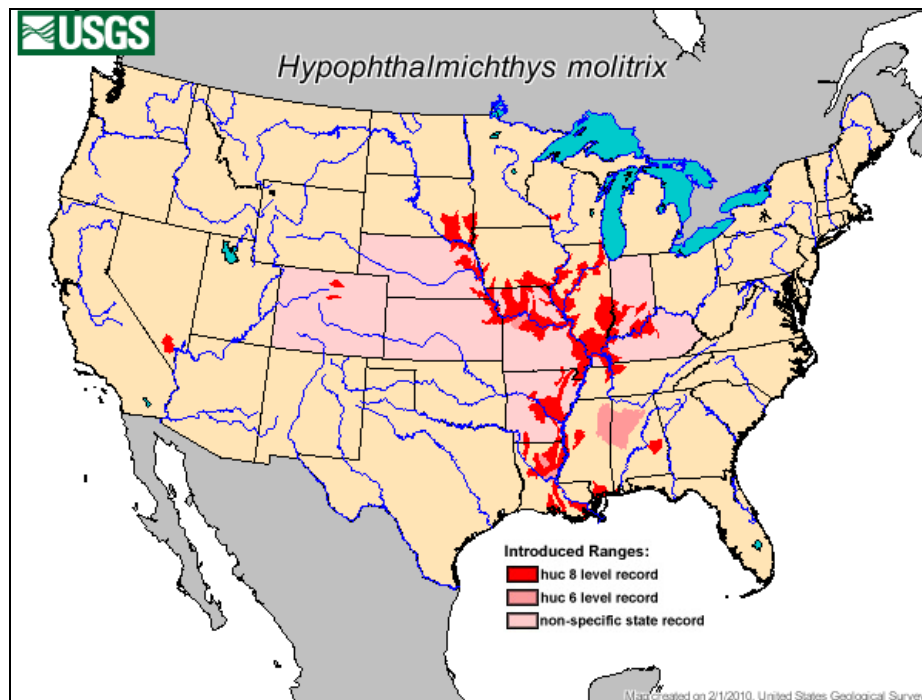 USGS
Hypophthalmichthys molitrix
Introduced Ranges:
huc 8 level record
huc 6 level record
non-specific state record
Map created on 2/1/2010. United States Geological Surve